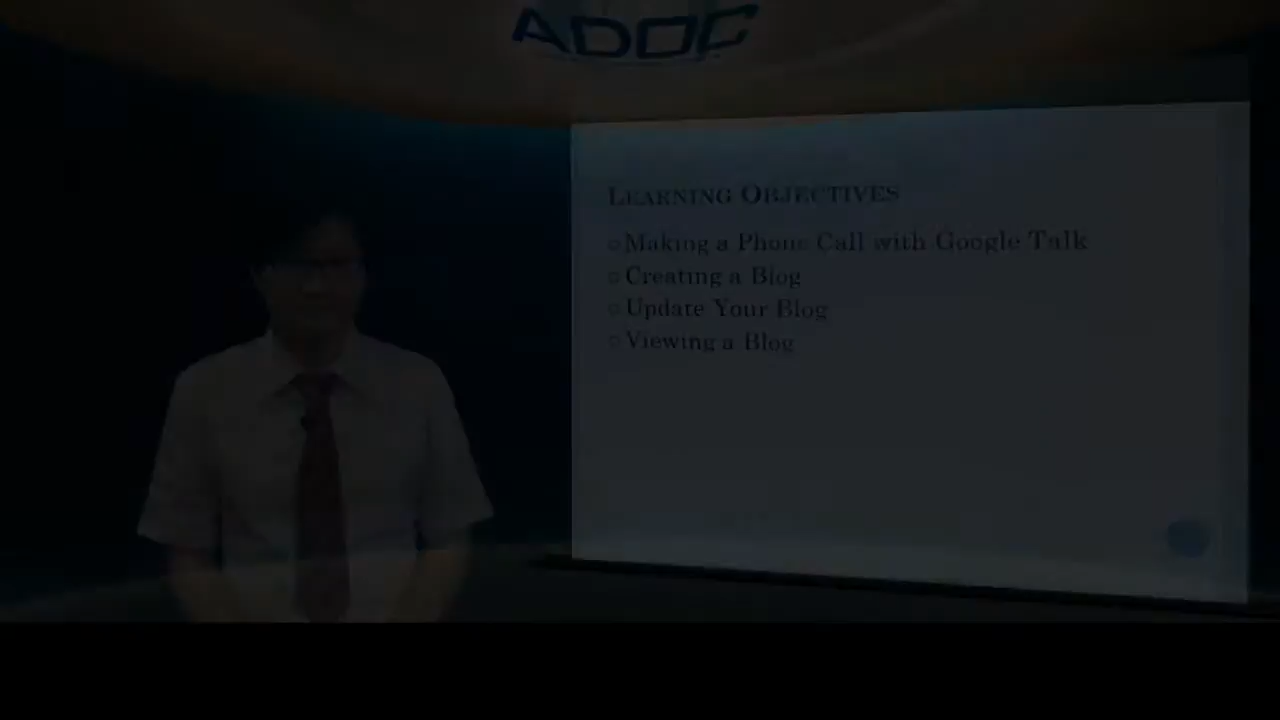 ADOC
LEARNING OBJECTIVES
Making a Phone Call with Google Talk
Creating a Blog
Update Your Blog
Viewing a Blog